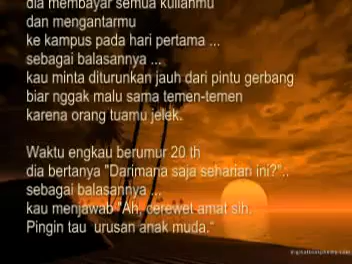 dia membayar semua kuliahmu
dan mengantarmu
ke kampus pada hari pertama ...
sebagai balasannya ...
kau minta diturunkan jauh dari pintu gerbang
biar nggak malu sama temen-temen
karena orang tuamu jelek.
Waktu engkau berumur 20 th
dia bertanya "Darimana saja seharian ini?"..
sebagai balasannya ...
kau menjawab "Ah, cerewet amat sih.
Pingin tau urusan anak muda."